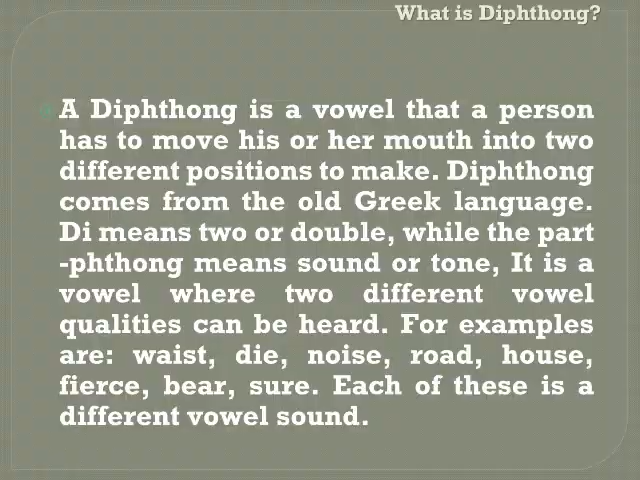 What is Diphthong?
A Diphthong is a vowel that a person
has to move his or her mouth into two
different positions to make. Diphthong
comes from the old Greek language.
Di means two or double, while the part
-phthong means sound or tone, It is a
vowel where two different vowel
qualities can be heard. For examples
are: waist, die, noise, road, house,
fierce, bear, sure. Each of these is a
different vowel sound.